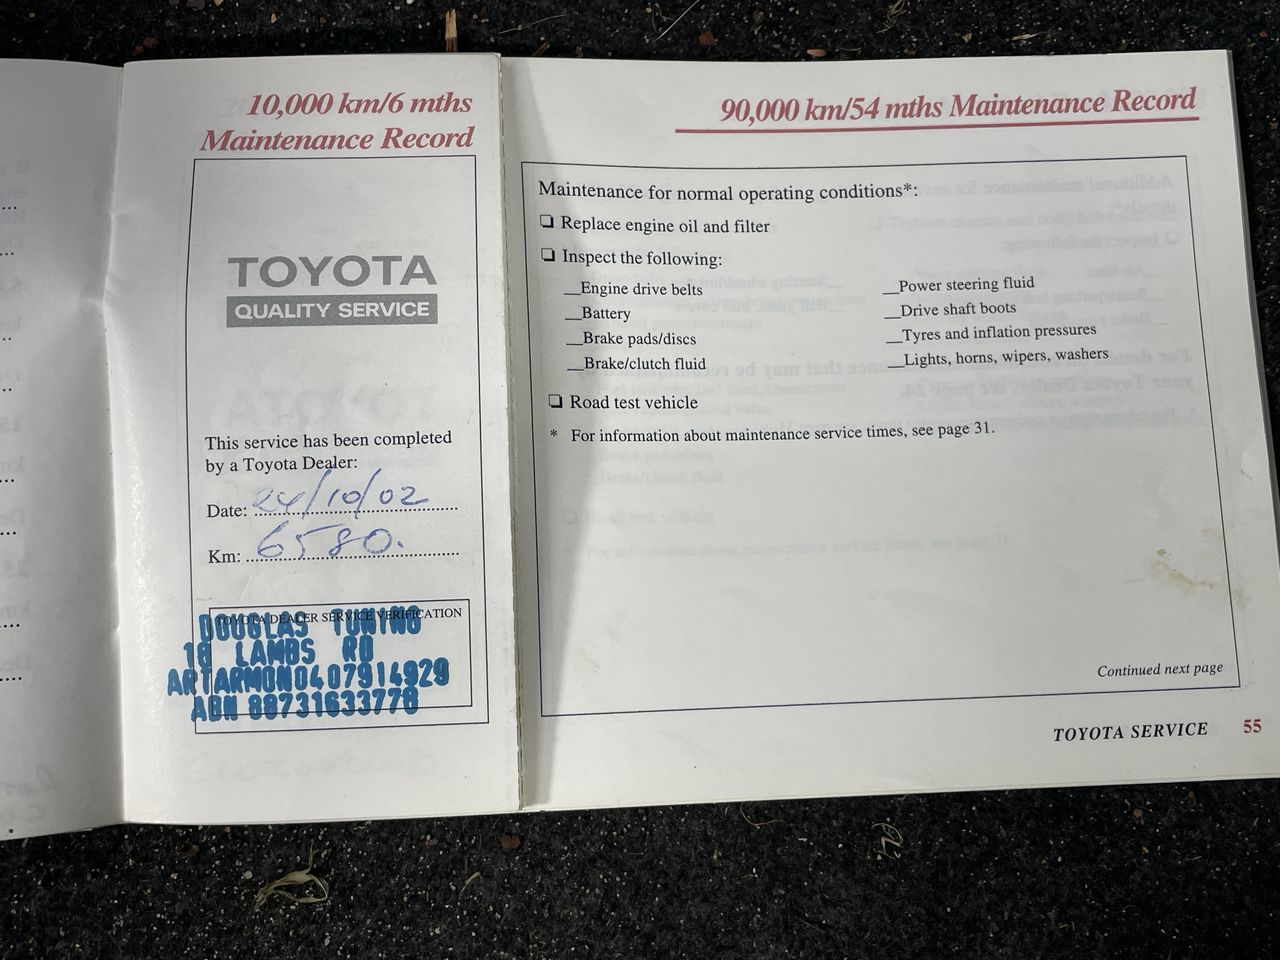 10,000 km/6 mths
Maintenance Record
TOYOTA
QUALITY SERVICE
This service has been completed
by a Toyota Dealer:
Date: 24/10/02
Km: 6580.
TOYOTA DEALER SERVICE VERIFICATION
DOUGLAS TUNING
18 LAMBS RD
ARTARMON0407914929
ABN 88731633778
90,000 km/54 mths Maintenance Record
Maintenance for normal operating conditions*:
❏ Replace engine oil and filter
❏ Inspect the following:
__Engine drive belts
__Battery
__Brake pads/discs
__Brake/clutch fluid
__Power steering fluid
__Drive shaft boots
__Tyres and inflation pressures
__Lights, horns, wipers, washers
❏ Road test vehicle
* For information about maintenance service times, see page 31.
Continued next page
TOYOTA SERVICE 55